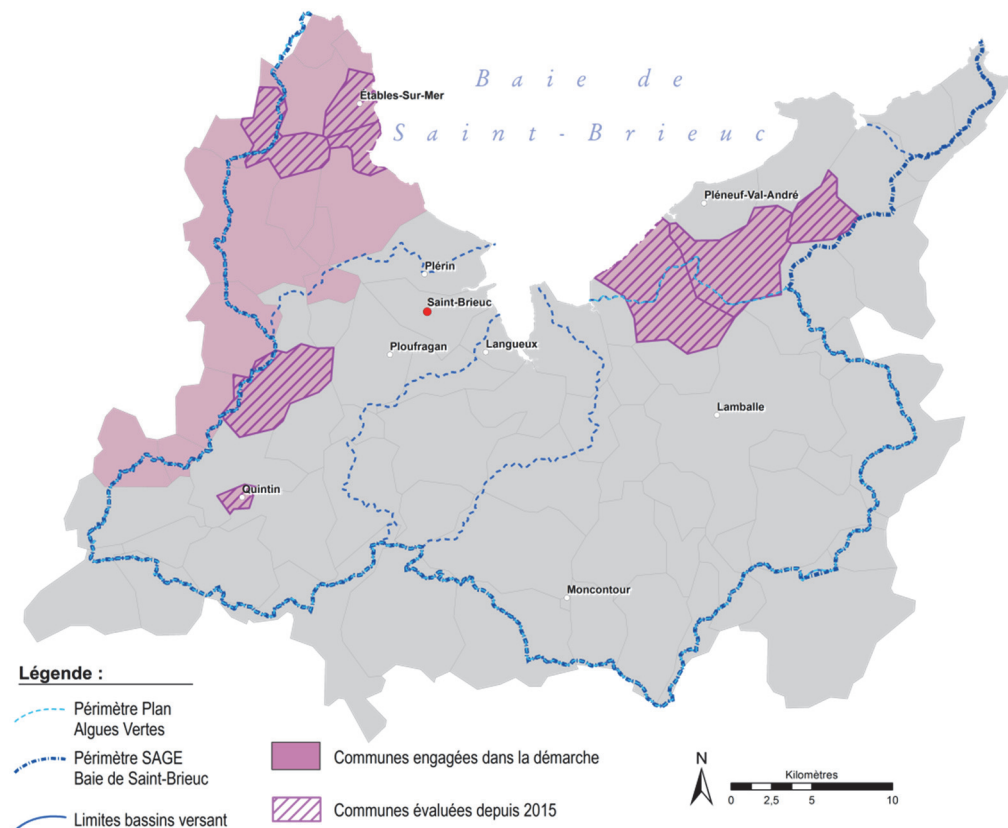 Baie de
Saint-Brieuc
Etables-Sur-Mer
Pléneuf-Val-André
Plérin
Saint-Brieuc
Ploufragan
Langueux
Lamballe
Quintin
Moncontour
Légende :
Périmètre Plan
Algues Vertes
Périmètre SAGE
Baie de Saint-Brieuc
Limites bassins versant
Communes engagées dans la démarche
Communes évaluées depuis 2015
N
Kilomètres
0 2,5 5 10